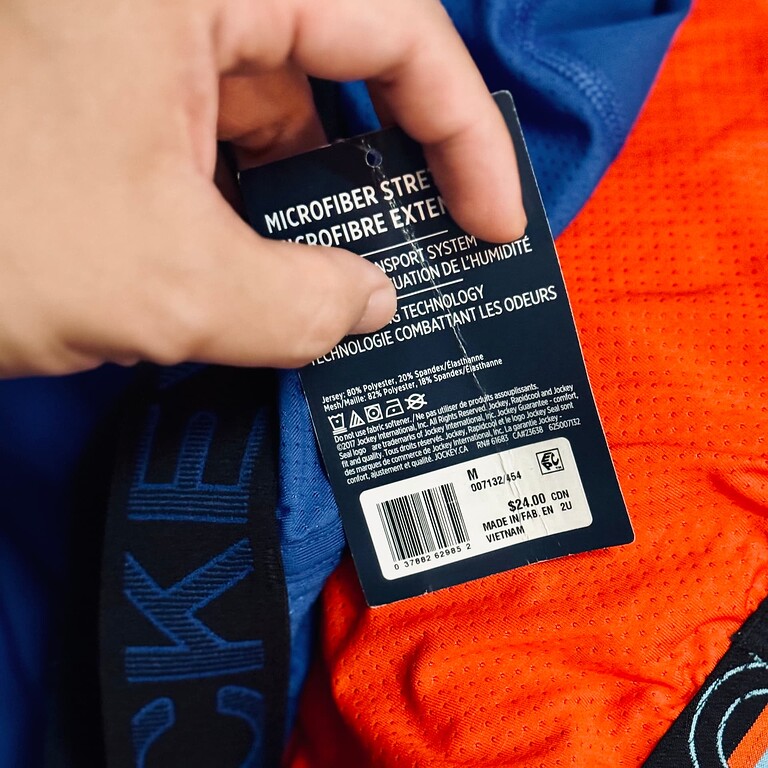 MICROFIBER
MICROFIBRE
NSPORT SYSTEM
UATION DE L'HUMIDITÉ
G TECHNOLOGY
TECHNOLOGIE COMBATTANT LES ODEURS
Jersey: 80% Polyester, 20% Spandex/Élasthanne
Mesh/Maille: 82% Polyester, 18% Spandex/Élasthanne
Do not use fabric softener. / Ne pas utiliser de produits assouplissants.
©2017 Jockey International, Inc. All Rights Reserved. Jockey, Rapidcool and Jockey
Seal logo are trademarks of Jockey International, Inc. Jockey Guarantee - comfort,
fit and quality. Tous droits réservés. Jockey, Rapidcool et le logo Jockey Seal sont
des marques de commerce de Jockey International, Inc. La garantie Jockey -
confort, ajustement et qualité. JOCKEY.CA RN# 61683 CA#23638 625007132
M
007132/454
$24.00 CDN
MADE IN/FAB. EN 2U
VIETNAM
0 37882 62985 2
CKE